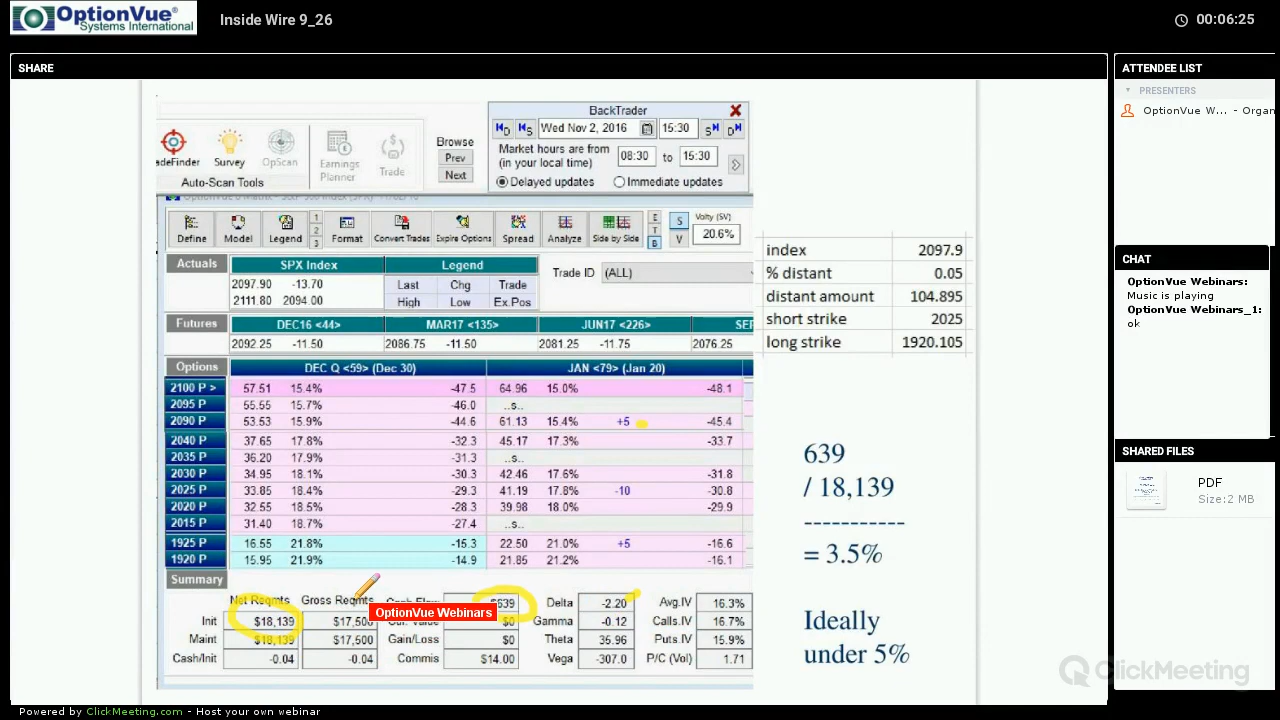 OptionVue
Systems International
Inside Wire 9_26
00:06:25
SHARE
BackTrader
Wed Nov 2, 2016 15:30
Market hours are from
(in your local time)
08:30 to 15:30
Delayed updates Immediate updates
adeFinder Survey OpScan
Auto-Scan Tools
Earnings
Planner
Trade
Browse
Prev
Next
Define Model Legend 1 2 3 Format Convert Trades Expire Options Spread Analyze Side by Side E T B S V
Volty (SV)
20.6%
Actuals SPX Index Legend
2097.90 -13.70 Last Chg Trade
2111.80 2094.00 High Low Ex.Pos
Trade ID (ALL)
Futures DEC16 <44> MAR17 <135> JUN17 <226> SEP
2092.25 -11.50 2086.75 -11.50 2081.25 -11.75 2076.25
Options DEC Q <59> (Dec 30) JAN <79> (Jan 20)
2100 P > 57.51 15.4% -47.5 64.96 15.0% -48.1
2095 P 55.55 15.7% -46.0 ..s..
2090 P 53.53 15.9% -44.6 61.13 15.4% +5 -45.4
2040 P 37.65 17.8% -32.3 45.17 17.3% -33.7
2035 P 36.20 17.9% -31.3 ..s..
2030 P 34.95 18.1% -30.3 42.46 17.6% -31.8
2025 P 33.85 18.4% -29.3 41.19 17.8% -10 -30.8
2020 P 32.55 18.5% -28.3 39.98 18.0% -29.9
2015 P 31.40 18.7% -27.4 ..s..
1925 P 16.55 21.8% -15.3 22.50 21.0% +5 -16.6
1920 P 15.95 21.9% -14.9 21.85 21.2% -16.1
Summary
Net Reqmts Gross Reqmts
Init $18,139 $17,500 $639 Delta -2.20 Avg.IV 16.3%
$0 Gamma -0.12 Calls.IV 16.7%
Maint $18,139 $17,500 Gain/Loss $0 Theta 35.96 Puts.IV 15.9%
Cash/Init -0.04 -0.04 Commis $14.00 Vega -307.0 P/C (Vol) 1.71
OptionVue Webinars
index 2097.9
% distant 0.05
distant amount 104.895
short strike 2025
long strike 1920.105
639
/ 18,139
-----------
= 3.5%
Ideally
under 5%
ClickMeeting
ATTENDEE LIST
PRESENTERS
OptionVue W... - Organ
CHAT
OptionVue Webinars:
Music is playing
OptionVue Webinars_1:
ok
SHARED FILES
PDF
Size:2 MB
Powered by ClickMeeting.com - Host your own webinar